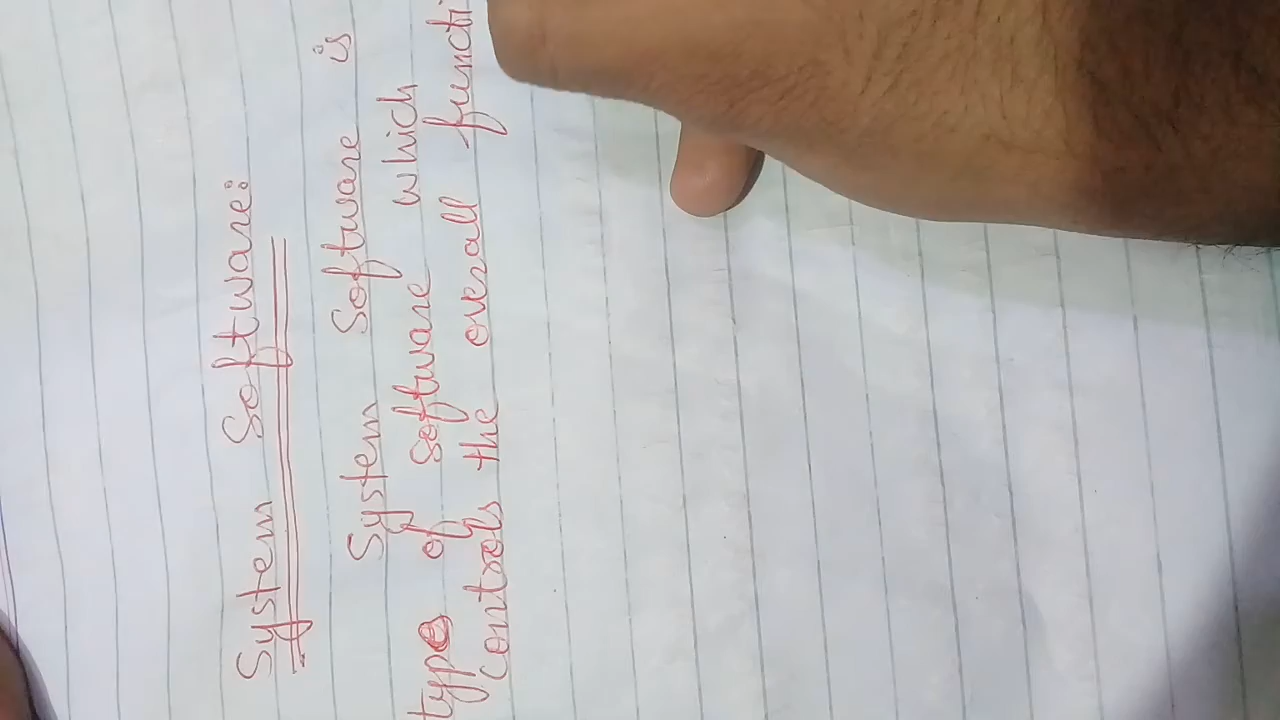 System Software:
System Software is
type of Software which
controls the overall functi